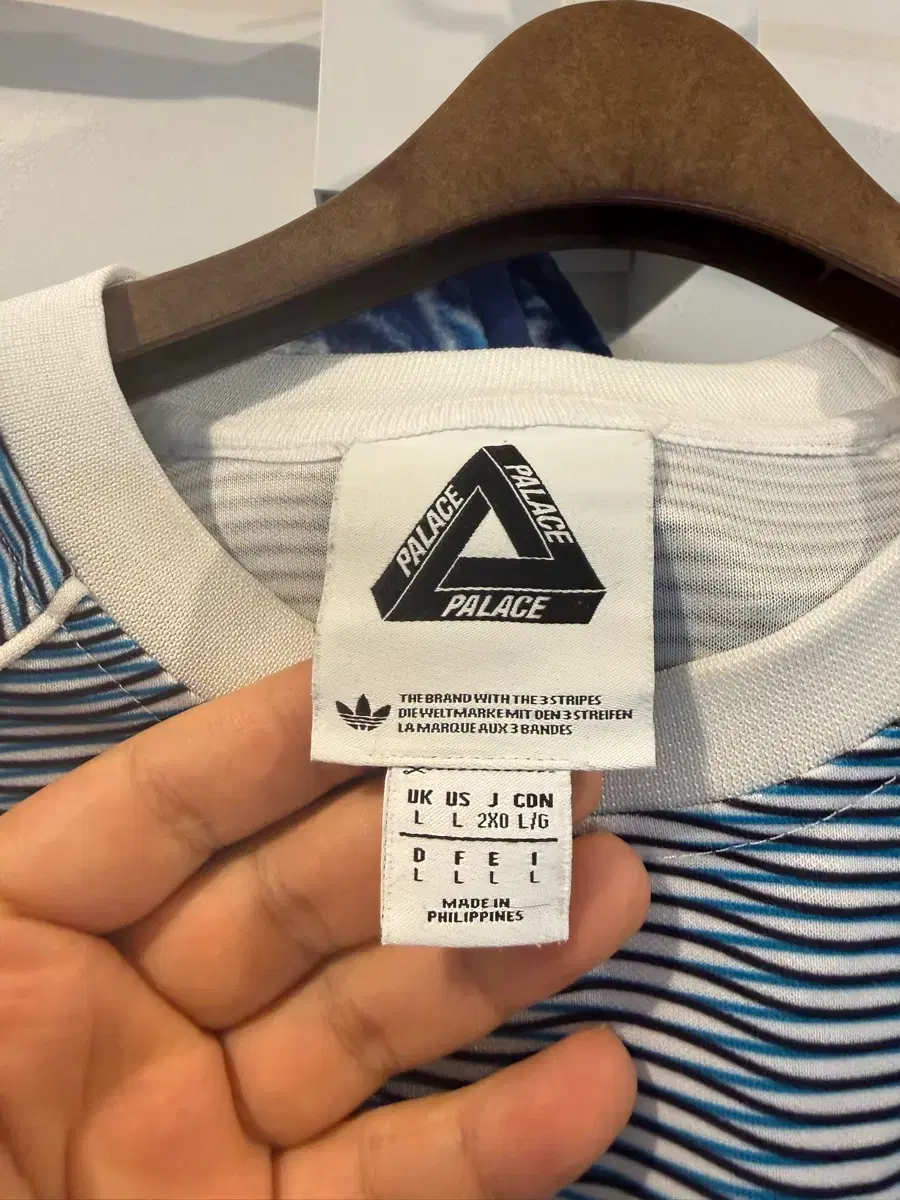 PALACE
PALACE
PALACE
THE BRAND WITH THE 3 STRIPES
DIE WELTMARKE MIT DEN 3 STREIFEN
LA MARQUE AUX 3 BANDES
UK US J CDN
L L 2XO L/G
D F E I
L L L L
MADE IN
PHILIPPINES